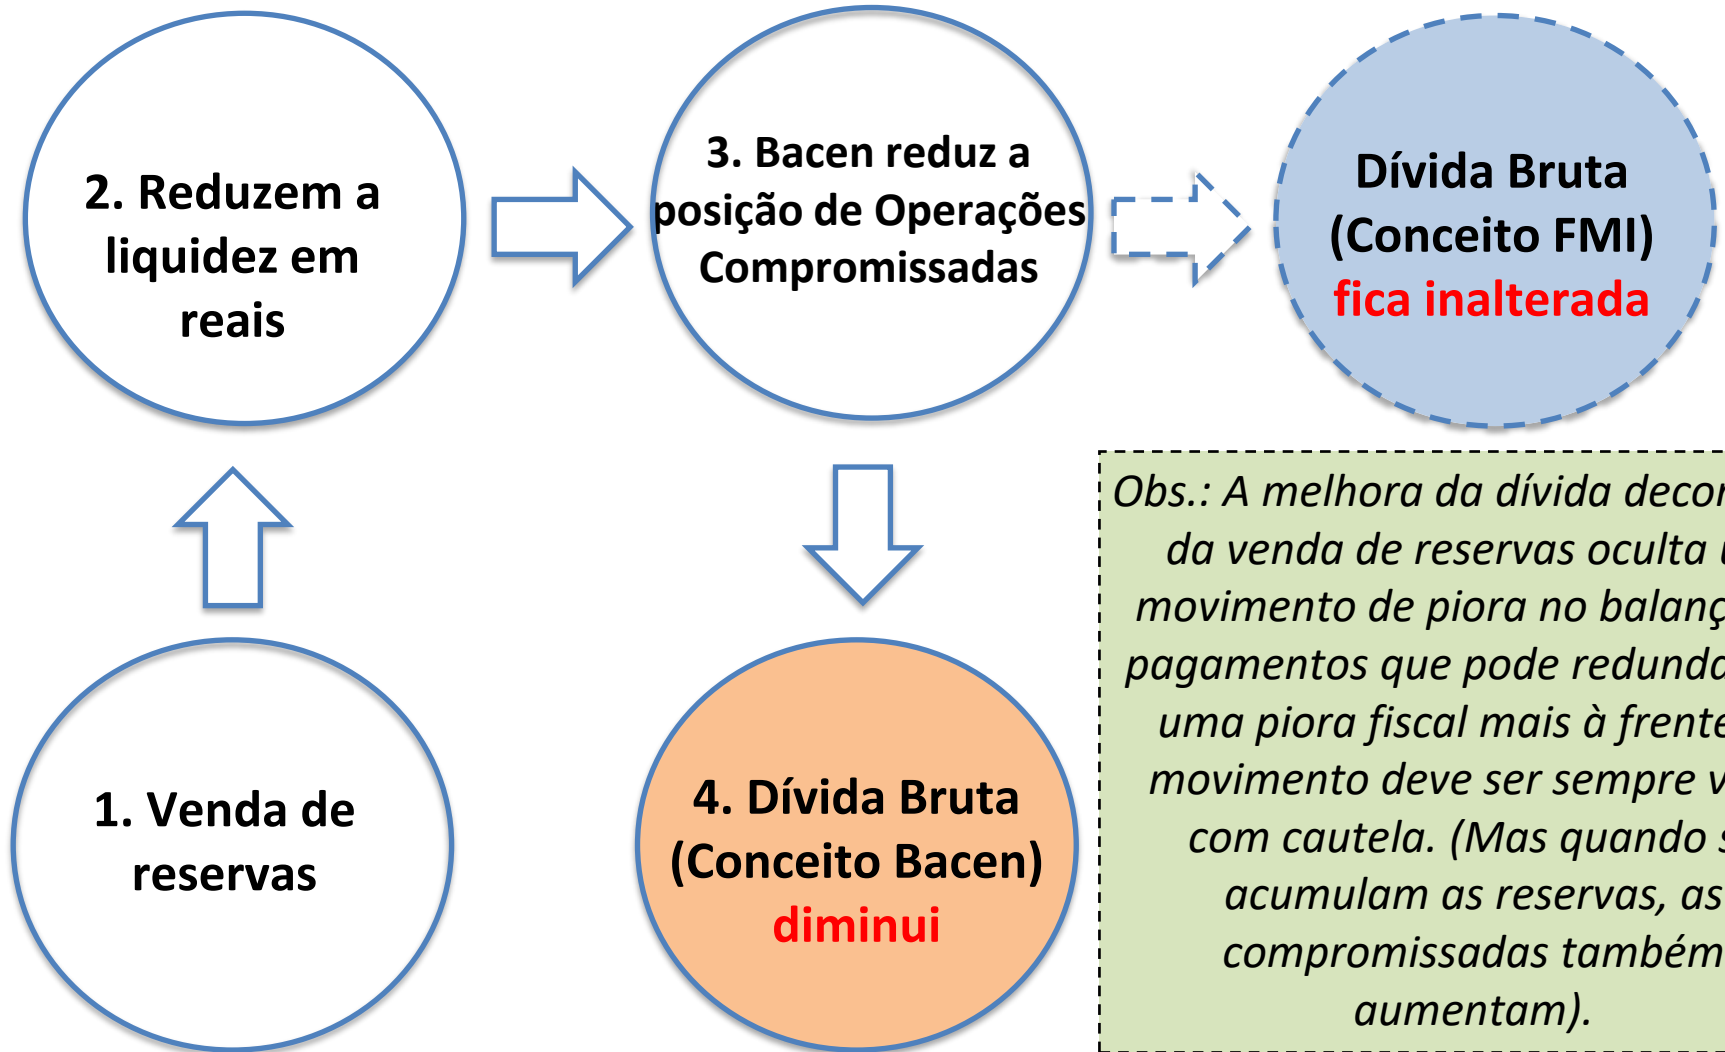 2. Reduzem a
liquidez em
reais
3. Bacen reduz a
posição de Operações
Compromissadas
Dívida Bruta
(Conceito FMI)
fica inalterada
1. Venda de
reservas
4. Dívida Bruta
(Conceito Bacen)
diminui
Obs.: A melhora da dívida
da venda de reservas oculta
movimento de piora no
pagamentos que pode
uma piora fiscal mais à frente
movimento deve ser sempre
com cautela. (Mas quando
acumulam as reservas, as
compromissadas também
aumentam).